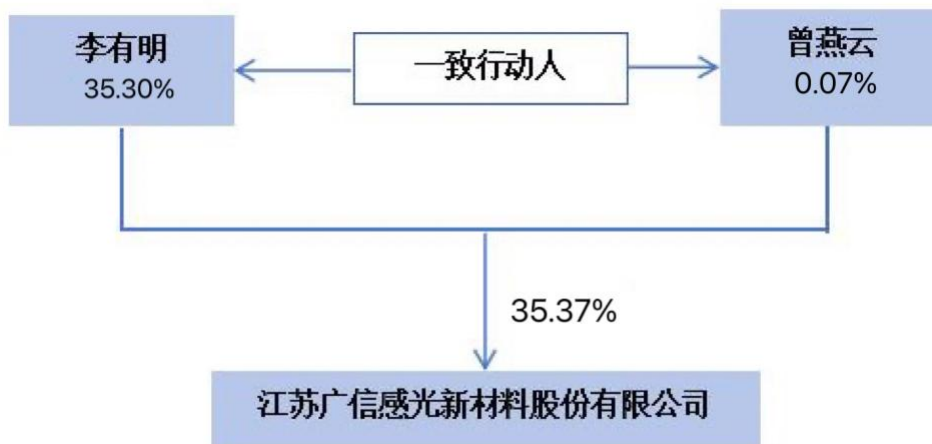 李有明
35.30%
一致行动人
曾燕云
0.07%
35.37%
江苏广信感光新材料股份有限公司